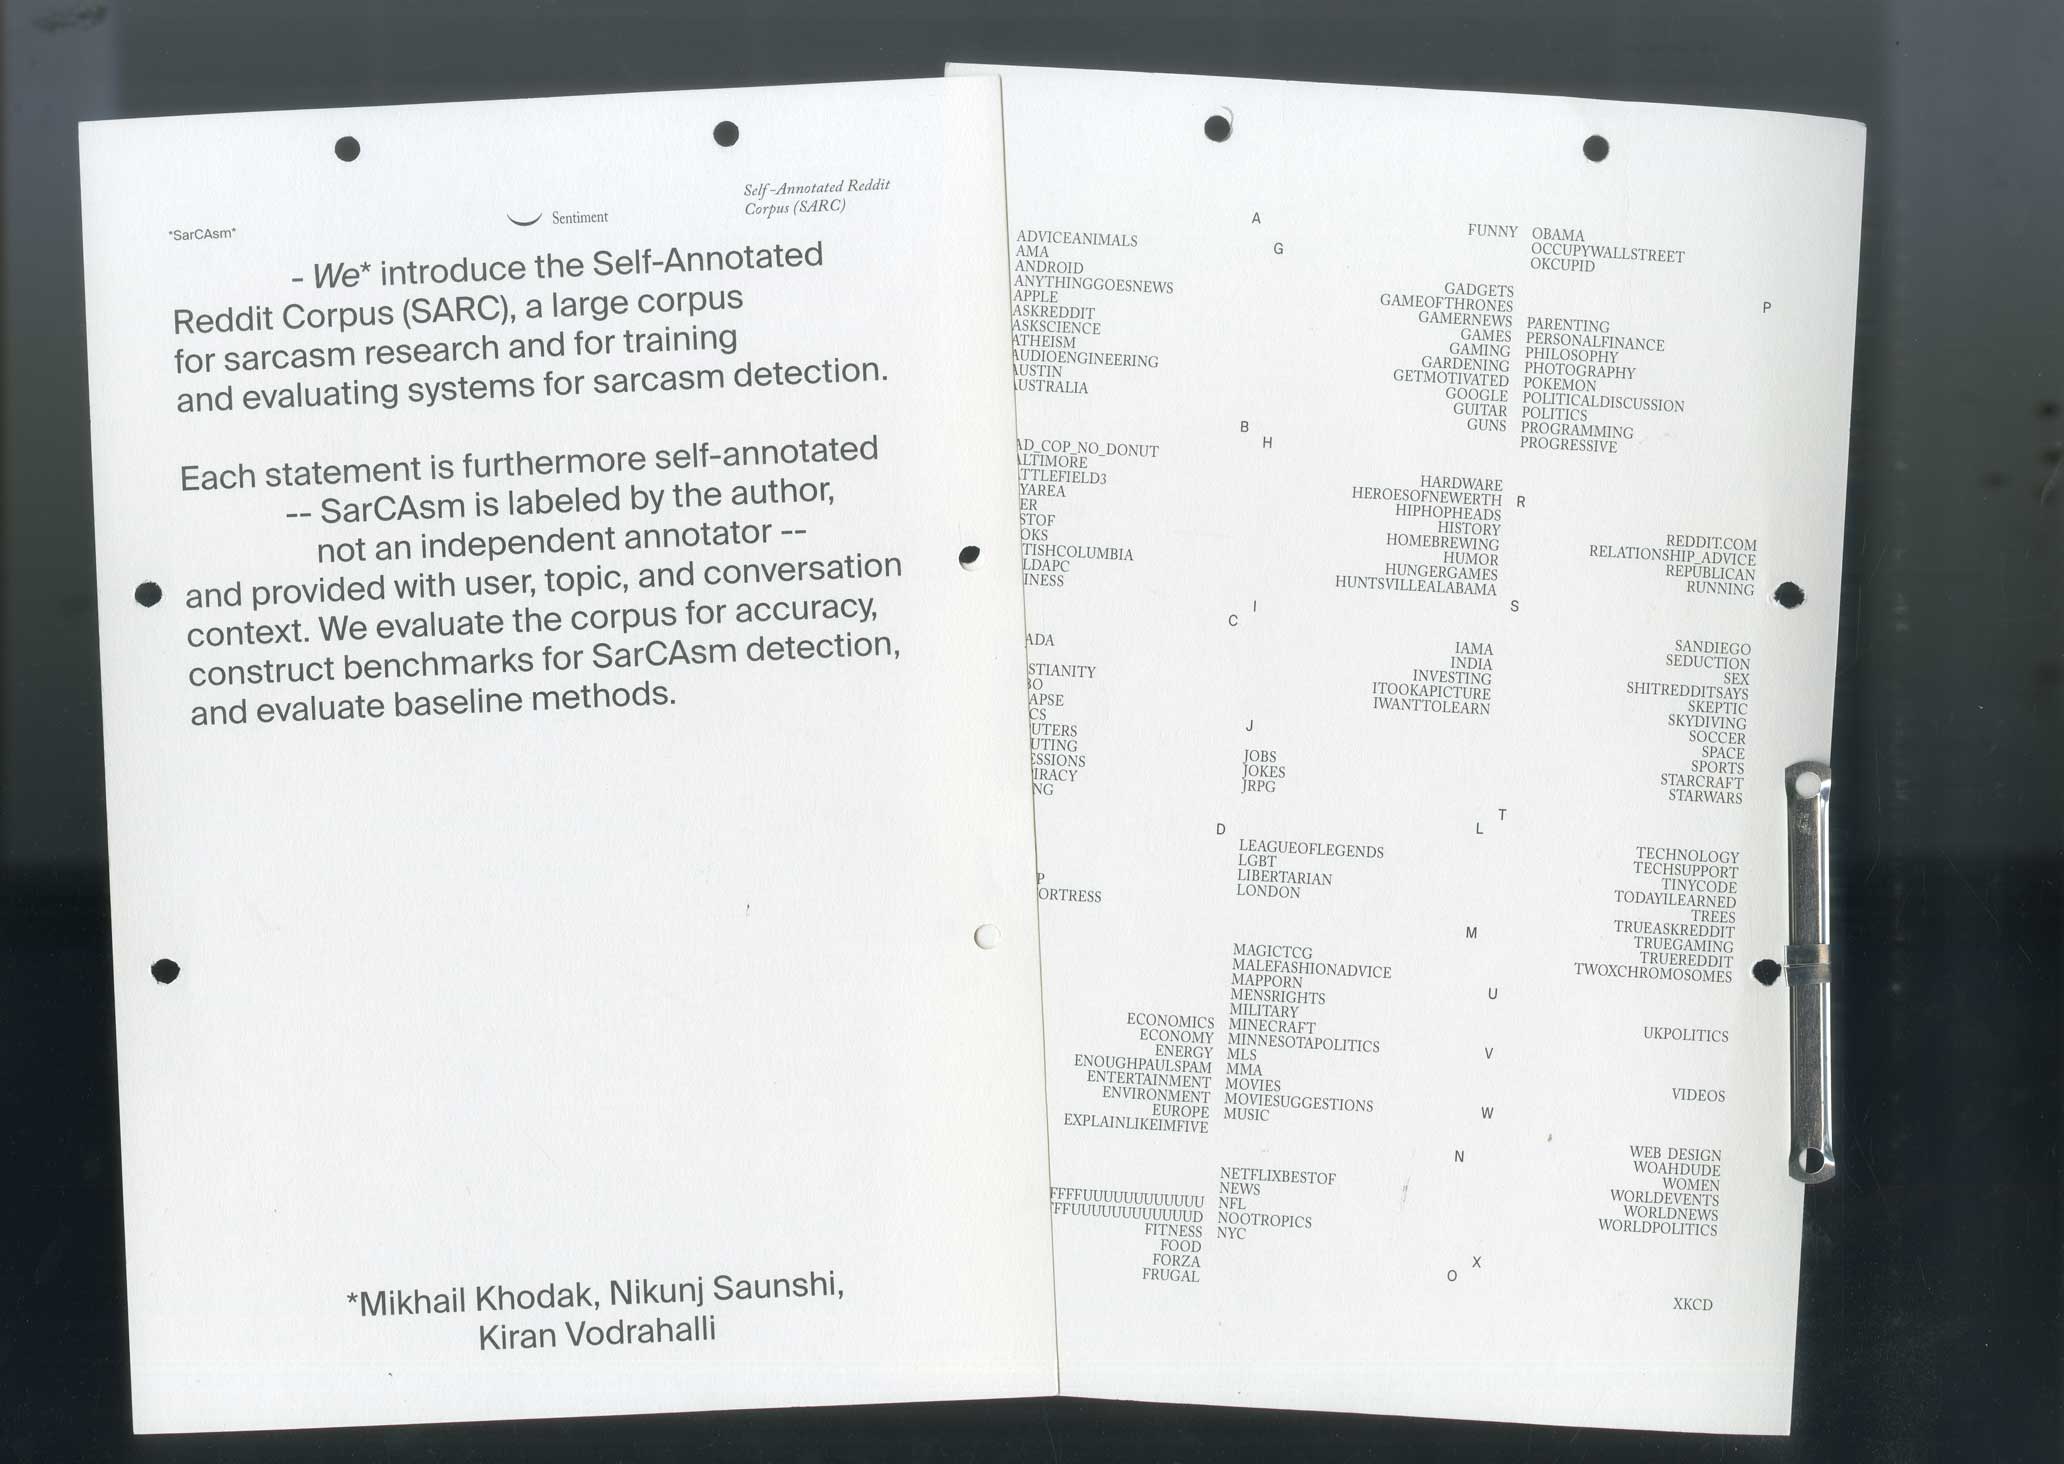 *SarCAsm*
Sentiment
Self-Annotated Reddit
Corpus (SARC)
- We* introduce the Self-Annotated
Reddit Corpus (SARC), a large corpus
for sarcasm research and for training
and evaluating systems for sarcasm detection.
Each statement is furthermore self-annotated
-- SarCAsm is labeled by the author,
not an independent annotator --
and provided with user, topic, and conversation
context. We evaluate the corpus for accuracy,
construct benchmarks for SarCAsm detection,
and evaluate baseline methods.
*Mikhail Khodak, Nikunj Saunshi,
Kiran Vodrahalli
A
ADVICEANIMALS
AMA
ANDROID
ANYTHINGGOESNEWS
APPLE
ASKREDDIT
ASKSCIENCE
ATHEISM
AUDIOENGINEERING
AUSTIN
AUSTRALIA
B
AD_COP_NO_DONUT
ALTIMORE
ATTLEFIELD3
YAREA
ER
STOF
OKS
TISHCOLUMBIA
LDAPC
INESS
C
ADA
STIANITY
BO
APSE
CS
UTERS
UTING
ESSIONS
IRACY
NG
D
P
ORTRESS
ECONOMICS
ECONOMY
ENERGY
ENOUGHPAULSPAM
ENTERTAINMENT
ENVIRONMENT
EUROPE
EXPLAINLIKEIMFIVE
FFFFUUUUUUUUUUUU
FFUUUUUUUUUUUUD
FITNESS
FOOD
FORZA
FRUGAL
FUNNY
G
GADGETS
GAMEOFTHRONES
GAMERNEWS
GAMES
GAMING
GARDENING
GETMOTIVATED
GOOGLE
GUITAR
GUNS
H
HARDWARE
HEROESOFNEWERTH
HIPHOPHEADS
HISTORY
HOMEBREWING
HUMOR
HUNGERGAMES
HUNTSVILLEALABAMA
I
IAMA
INDIA
INVESTING
ITOOKAPICTURE
IWANTTOLEARN
J
JOBS
JOKES
JRPG
L
LEAGUEOFLEGENDS
LGBT
LIBERTARIAN
LONDON
M
MAGICTCG
MALEFASHIONADVICE
MAPPORN
MENSRIGHTS
MILITARY
MINECRAFT
MINNESOTAPOLITICS
MLS
MMA
MOVIES
MOVIESUGGESTIONS
MUSIC
N
NETFLIXBESTOF
NEWS
NFL
NOOTROPICS
NYC
O
OBAMA
OCCUPYWALLSTREET
OKCUPID
P
PARENTING
PERSONALFINANCE
PHILOSOPHY
PHOTOGRAPHY
POKEMON
POLITICALDISCUSSION
POLITICS
PROGRAMMING
PROGRESSIVE
R
REDDIT.COM
RELATIONSHIP_ADVICE
REPUBLICAN
RUNNING
S
SANDIEGO
SEDUCTION
SEX
SHITREDDITSAYS
SKEPTIC
SKYDIVING
SOCCER
SPACE
SPORTS
STARCRAFT
STARWARS
T
TECHNOLOGY
TECHSUPPORT
TINYCODE
TODAYILEARNED
TREES
TRUEASKREDDIT
TRUEGAMING
TRUEREDDIT
TWOXCHROMOSOMES
U
UKPOLITICS
V
VIDEOS
W
WEB DESIGN
WOAHDUDE
WOMEN
WORLDEVENTS
WORLDNEWS
WORLDPOLITICS
X
XKCD